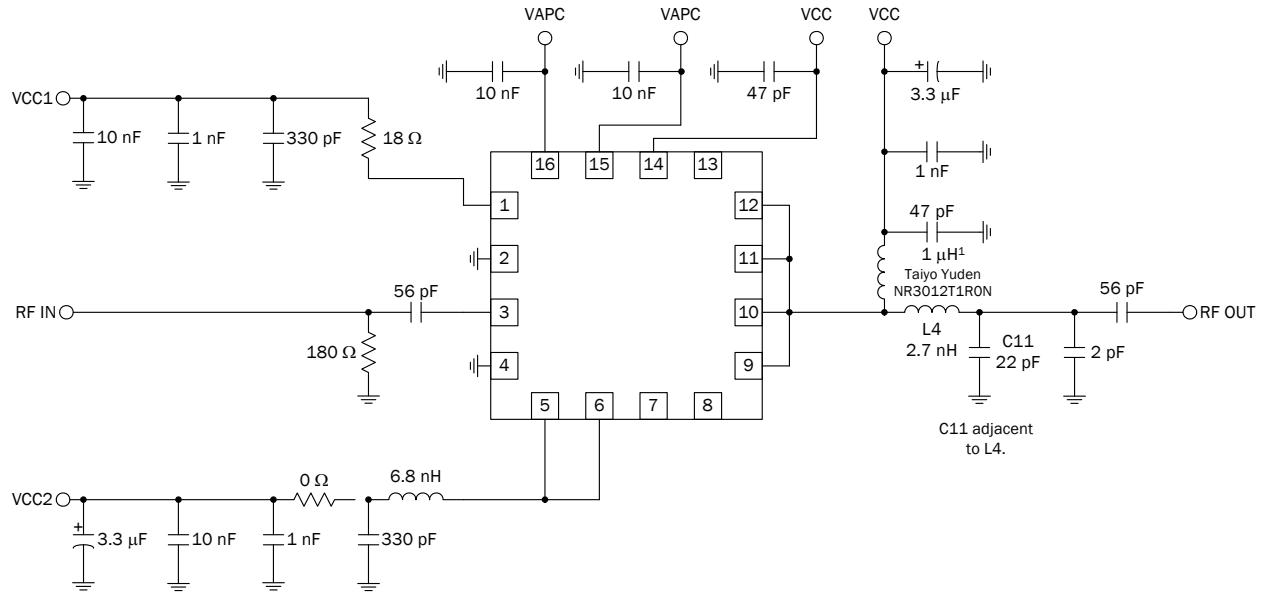 VAPC
VAPC
VCC
VCC
10 nF
10 nF
47 pF
+
3.3 µF
VCC1
10 nF
1 nF
330 pF
18 Ω
1 nF
16
15
14
13
1
2
3
4
12
11
10
9
5
6
7
8
47 pF
1 µH¹
Taiyo Yuden
NR3012T1R0N
RF IN
56 pF
180 Ω
L4
2.7 nH
C11
22 pF
2 pF
56 pF
RF OUT
C11 adjacent
to L4.
VCC2
0 Ω
6.8 nH
+
3.3 µF
10 nF
1 nF
330 pF